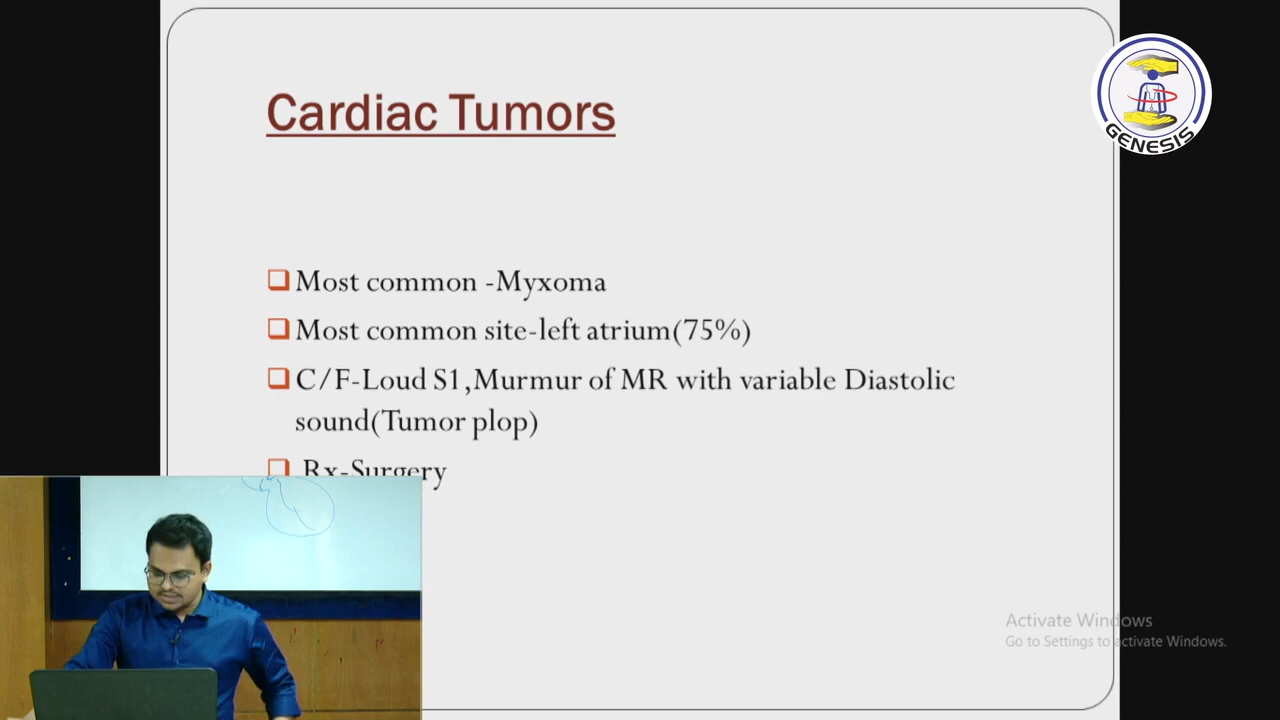 Cardiac Tumors
GENESIS
Most common -Myxoma
Most common site-left atrium(75%)
C/F-Loud S1,Murmur of MR with variable Diastolic
sound(Tumor plop)
Rx-Surgery
Activate Windows
Go to Settings to activate Windows.